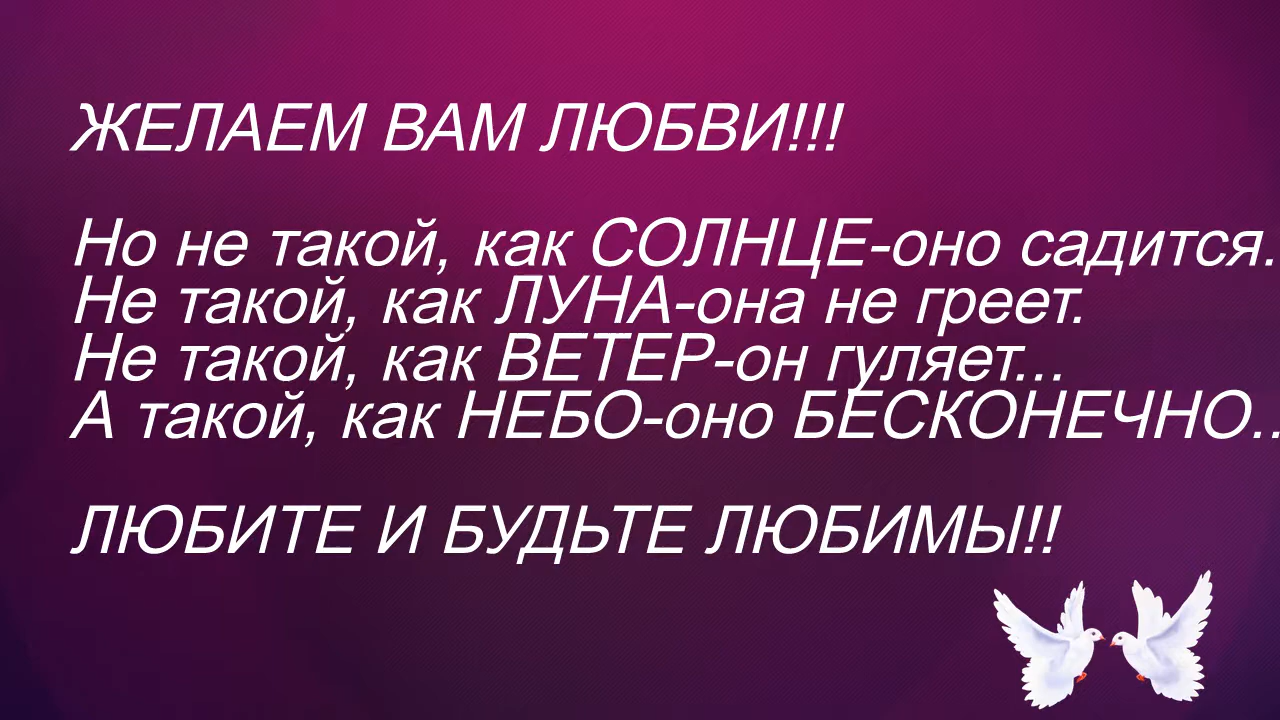 ЖЕЛАЕМ ВАМ ЛЮБВИ!!!
Но не такой, как СОЛНЦЕ-оно садится.
Не такой, как ЛУНА-она не греет.
Не такой, как ВЕТЕР-он гуляет...
А такой, как НЕБО-оно БЕСКОНЕЧНО..
ЛЮБИТЕ И БУДЬТЕ ЛЮБИМЫ!!